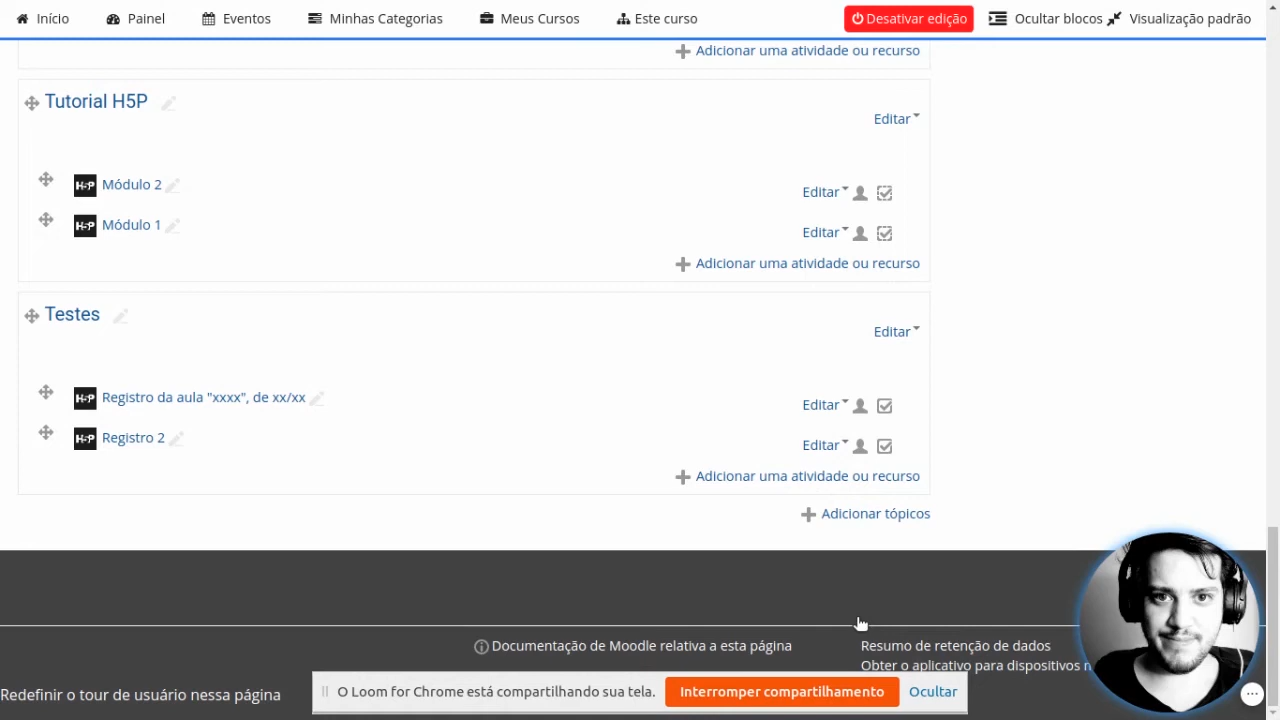 Início Painel Eventos Minhas Categorias Meus Cursos Este curso Desativar edição Ocultar blocos Visualização padrão
Adicionar uma atividade ou recurso
Tutorial H5P
Editar
H5P Módulo 2 Editar
H5P Módulo 1 Editar
Adicionar uma atividade ou recurso
Testes
Editar
H5P Registro da aula "xxxx", de xx/xx Editar
H5P Registro 2 Editar
Adicionar uma atividade ou recurso
Adicionar tópicos
Documentação de Moodle relativa a esta página Resumo de retenção de dados
Obter o aplicativo para dispositivos
Redefinir o tour de usuário nessa página
O Loom for Chrome está compartilhando sua tela. Interromper compartilhamento Ocultar